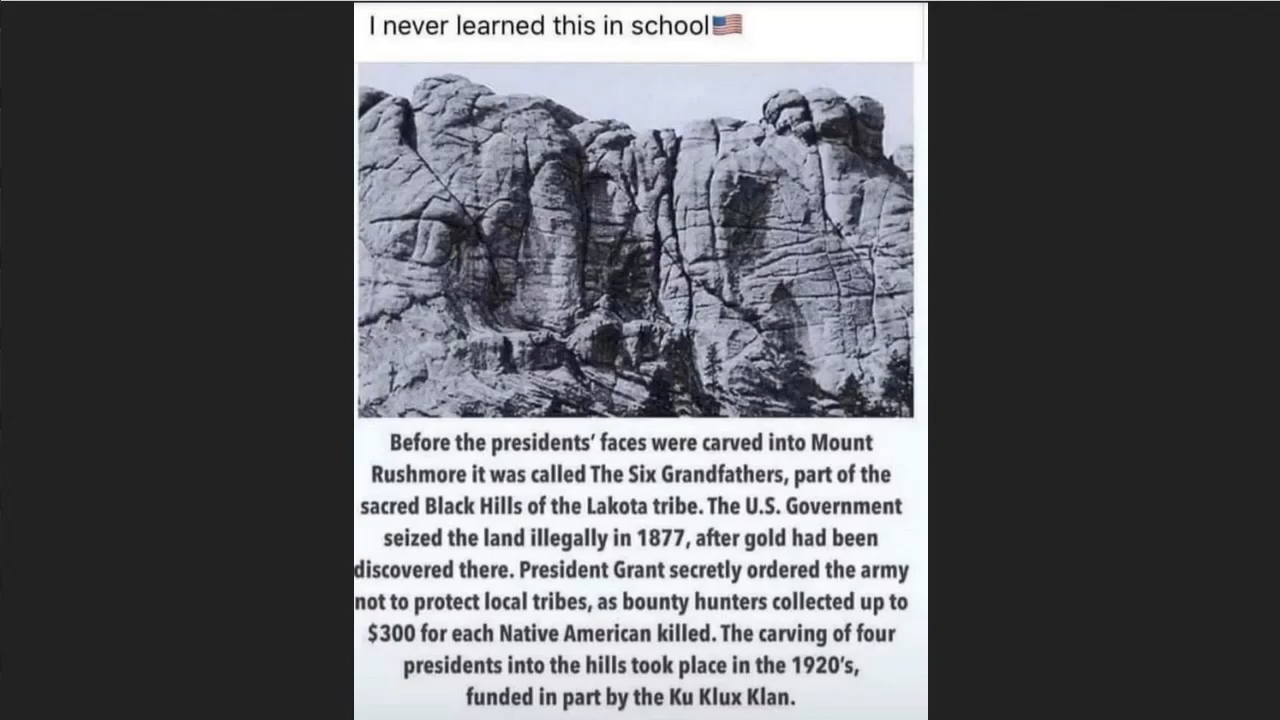 I never learned this in school🇺🇸
Before the presidents' faces were carved into Mount
Rushmore it was called The Six Grandfathers, part of the
sacred Black Hills of the Lakota tribe. The U.S. Government
seized the land illegally in 1877, after gold had been
discovered there. President Grant secretly ordered the army
not to protect local tribes, as bounty hunters collected up to
$300 for each Native American killed. The carving of four
presidents into the hills took place in the 1920's,
funded in part by the Ku Klux Klan.